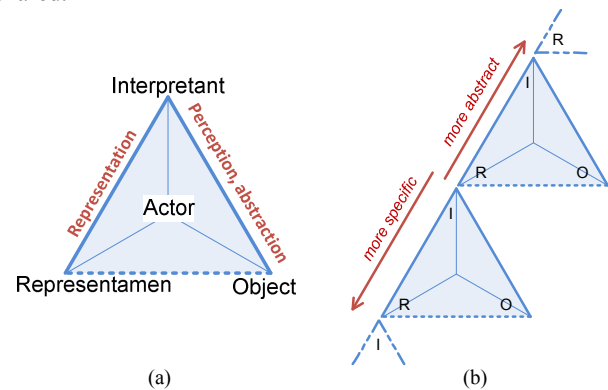 Interpretant
Representation
Perception, abstraction
Actor
Representamen
Object
(a)
R
more abstract
I
R
O
more specific
I
R
O
I
(b)